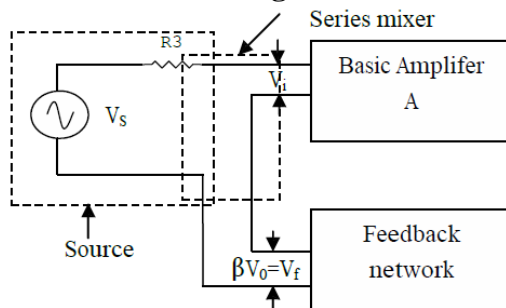 Series mixer
R3
Basic Amplifer
A
Vi
VS
Source
Feedback
network
βV0=Vf